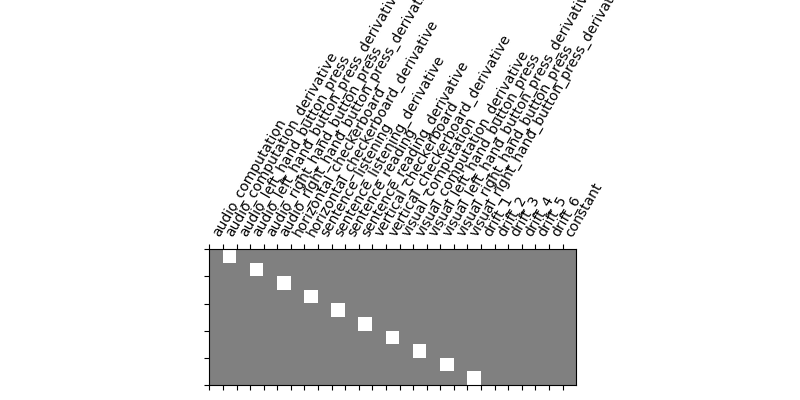 audio_computation
audio_computation_derivative
audio_left_hand_button_press
audio_left_hand_button_press_derivative
audio_right_hand_button_press
audio_right_hand_button_press_derivative
horizontal_checkerboard
horizontal_checkerboard_derivative
sentence_listening
sentence_listening_derivative
sentence_reading
sentence_reading_derivative
vertical_checkerboard
vertical_checkerboard_derivative
visual_computation
visual_computation_derivative
visual_left_hand_button_press
visual_left_hand_button_press_derivative
visual_right_hand_button_press
visual_right_hand_button_press_derivative
drift_1
drift_2
drift_3
drift_4
drift_5
drift_6
constant